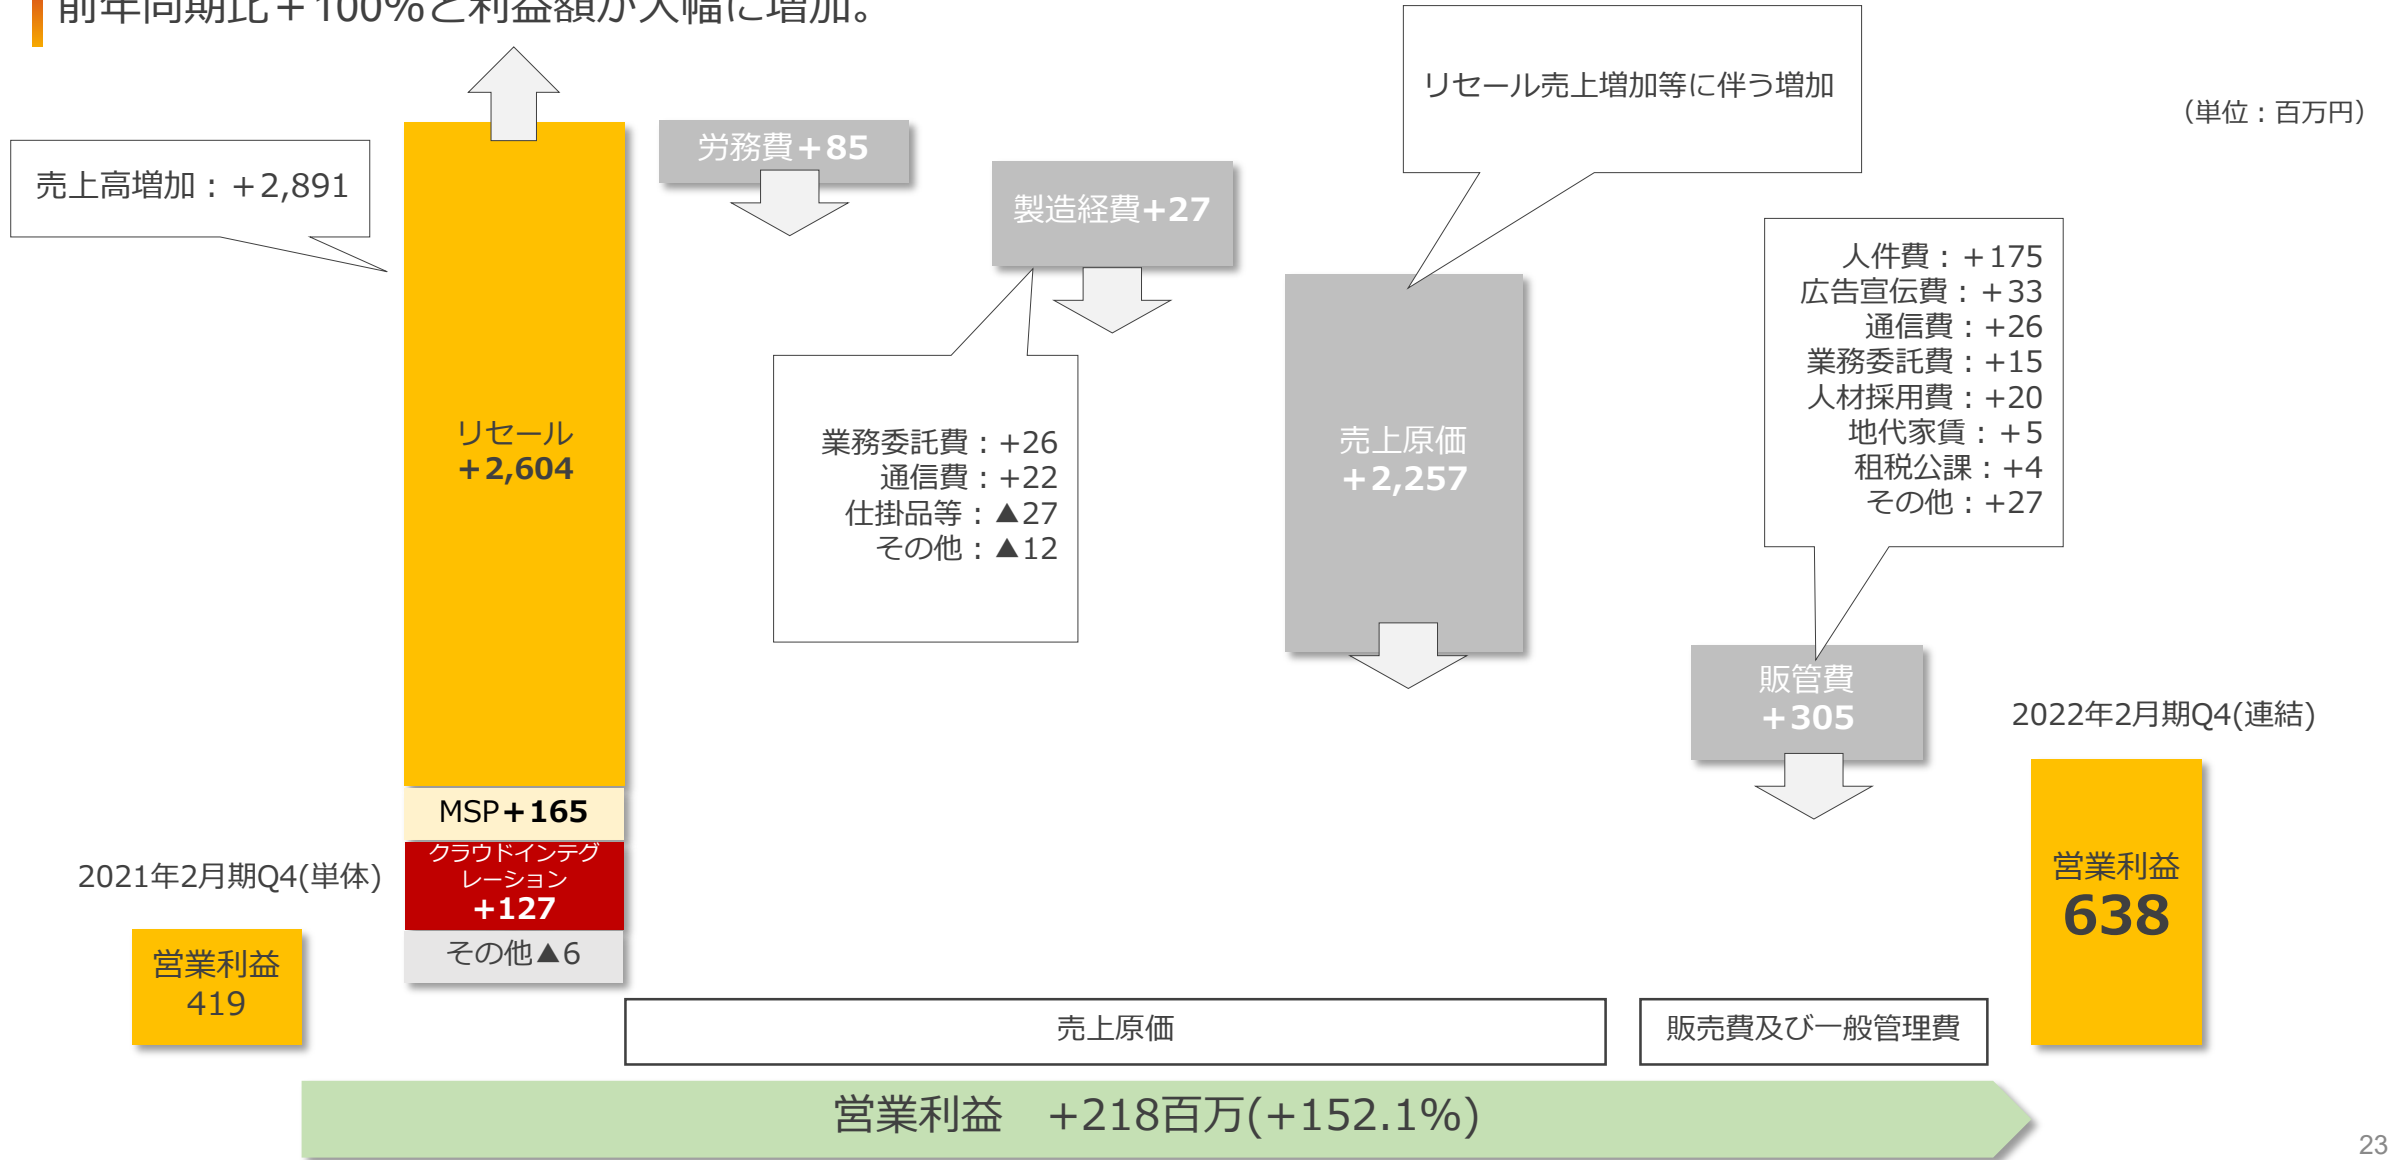 前年同期比＋100%と利益額が大幅に増加。
（単位：百万円）
売上高増加：＋2,891
リセール
＋2,604
MSP＋165
クラウドインテグ
レーション
+127
その他▲6
2021年2月期Q4(単体)
営業利益
419
労務費＋85
製造経費+27
業務委託費：+26
通信費：+22
仕掛品等：▲27
その他：▲12
リセール売上増加等に伴う増加
売上原価
＋2,257
人件費：＋175
広告宣伝費：＋33
通信費：+26
業務委託費：+15
人材採用費：+20
地代家賃：＋5
租税公課：+4
その他：+27
販管費
＋305
2022年2月期Q4(連結)
営業利益
638
売上原価
販売費及び一般管理費
営業利益　+218百万(+152.1%)
23